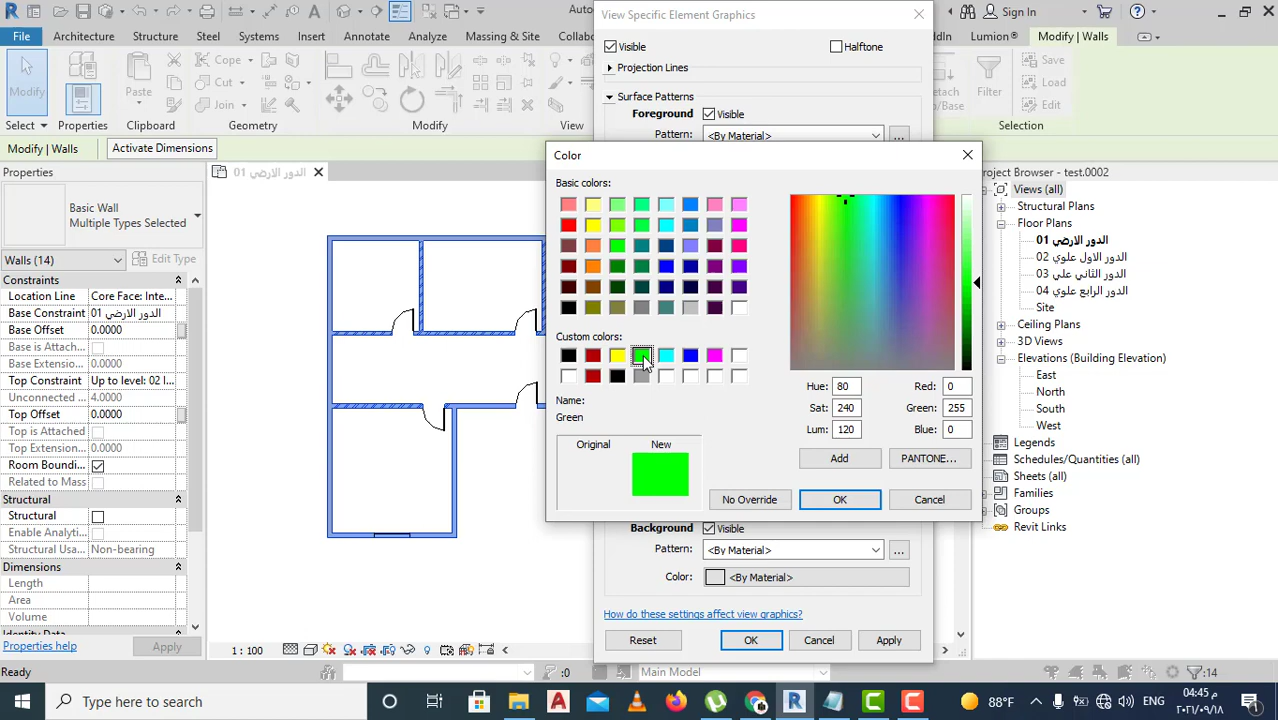 Auto
Sign In
View Specific Element Graphics
File
Architecture
Structure
Steel
Systems
Insert
Annotate
Analyze
Massing & Site
Collab
ddIn
Lumion®
Modify | Walls
Visible
Halftone
Projection Lines
Surface Patterns
Foreground
Visible
Pattern:
<By Material>
Modify
Properties
Paste
Cope
Cut
Join
Filter
Save
Load
Edit
Select
Properties
Clipboard
Geometry
Modify
View
Selection
Modify | Walls
Activate Dimensions
Properties
الدور الارضي 01
Project Browser - test.0002
Basic Wall
Multiple Types Selected
Walls (14)
Edit Type
Constraints
Location Line
Core Face: Inte...
Base Constraint
الدور الارضي 01
Base Offset
0.0000
Base is Attach...
Base Extensio...
Top Constraint
Up to level: 02 ا
Unconnected ...
4.0000
Top Offset
0.0000
Top is Attached
Top Extension...
Room Boundi...
Related to Mass
Structural
Structural
Enable Analyti...
Structural Usa...
Non-bearing
Dimensions
Length
Area
Volume
Identity Data
Properties help
Apply
Color
Basic colors:
Custom colors:
Name:
Green
Original
New
Hue:
80
Red:
0
Sat:
240
Green:
255
Lum:
120
Blue:
0
Add
PANTONE...
No Override
OK
Cancel
Background
Visible
Pattern:
<By Material>
Color:
<By Material>
How do these settings affect view graphics?
Reset
OK
Cancel
Apply
Views (all)
Structural Plans
Floor Plans
الدور الارضي 01
الدور الاول علوي 02
الدور الثاني علي 03
الدور الرابع علوي 04
Site
Ceiling Plans
3D Views
Elevations (Building Elevation)
East
North
South
West
Legends
Schedules/Quantities (all)
Sheets (all)
Families
Groups
Revit Links
1 : 100
Ready
:0
Main Model
:14
Type here to search
88°F
ENG
04:45 م
٢٠٢١/٠٩/١٨